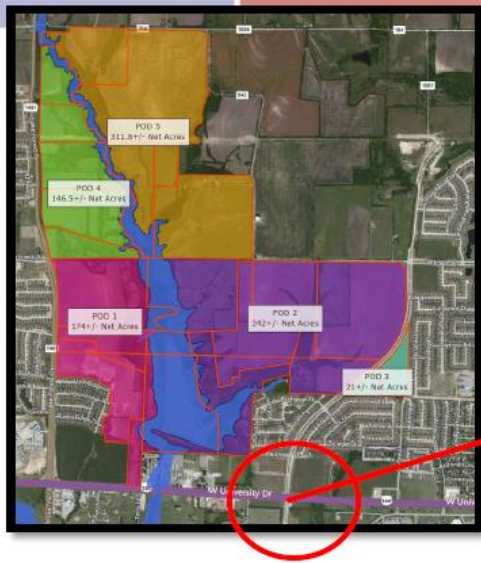 POD 5
311.8+/- Net Acres
POD 4
146.5+/- Net Acres
POD 1
174+/- Net Acres
POD 2
342+/- Net Acres
POD 3
21+/- Net Acres
W University Dr
W Univ